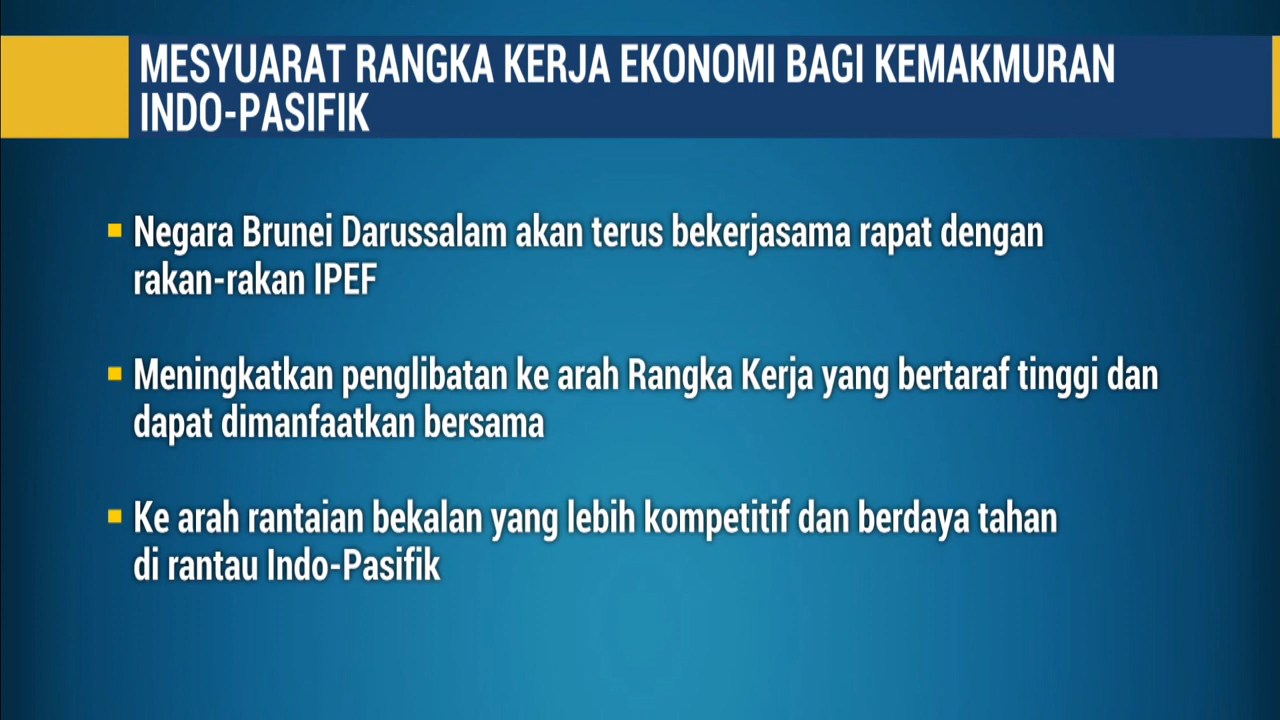 MESYUARAT RANGKA KERJA EKONOMI BAGI KEMAKMURAN
INDO-PASIFIK
Negara Brunei Darussalam akan terus bekerjasama rapat dengan
rakan-rakan IPEF
Meningkatkan penglibatan ke arah Rangka Kerja yang bertaraf tinggi dan
dapat dimanfaatkan bersama
Ke arah rantaian bekalan yang lebih kompetitif dan berdaya tahan
di rantau Indo-Pasifik